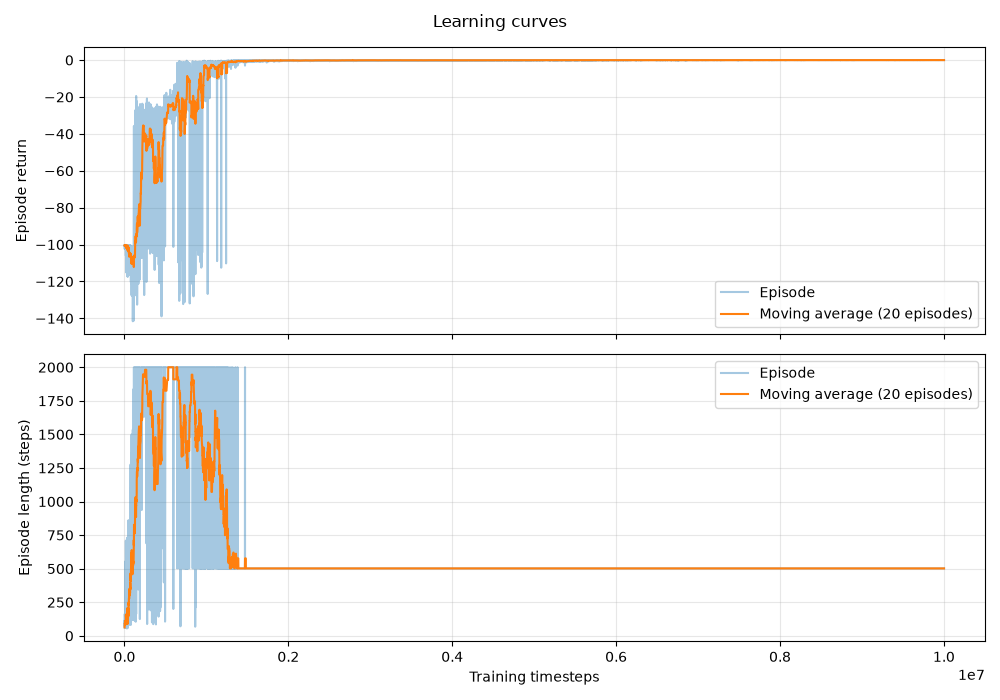 Learning curves
Episode return
0
−20
−40
−60
−80
−100
−120
−140
Episode
Moving average (20 episodes)
Episode length (steps)
2000
1750
1500
1250
1000
750
500
250
0
Episode
Moving average (20 episodes)
0.0 0.2 0.4 0.6 0.8 1.0
1e7
Training timesteps